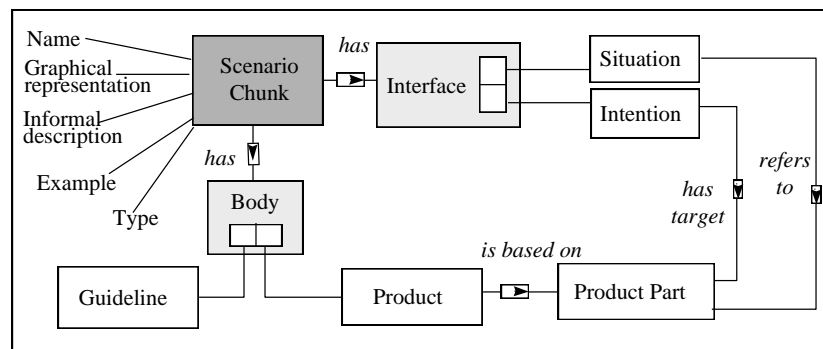 Name
Graphical
representation
Informal
description
Example
Type
Scenario
Chunk
has
Interface
Situation
Intention
has
Body
has
target
refers
to
is based on
Guideline
Product
Product Part